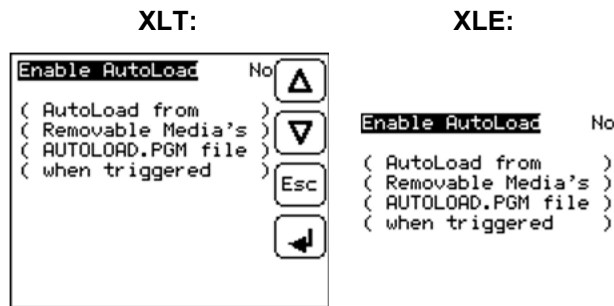 XLT:
XLE:
Enable AutoLoad No
( AutoLoad from )
( Removable Media's )
( AUTOLOAD.PGM file )
( when triggered )
Esc
Enable AutoLoad No
( AutoLoad from )
( Removable Media's )
( AUTOLOAD.PGM file )
( when triggered )